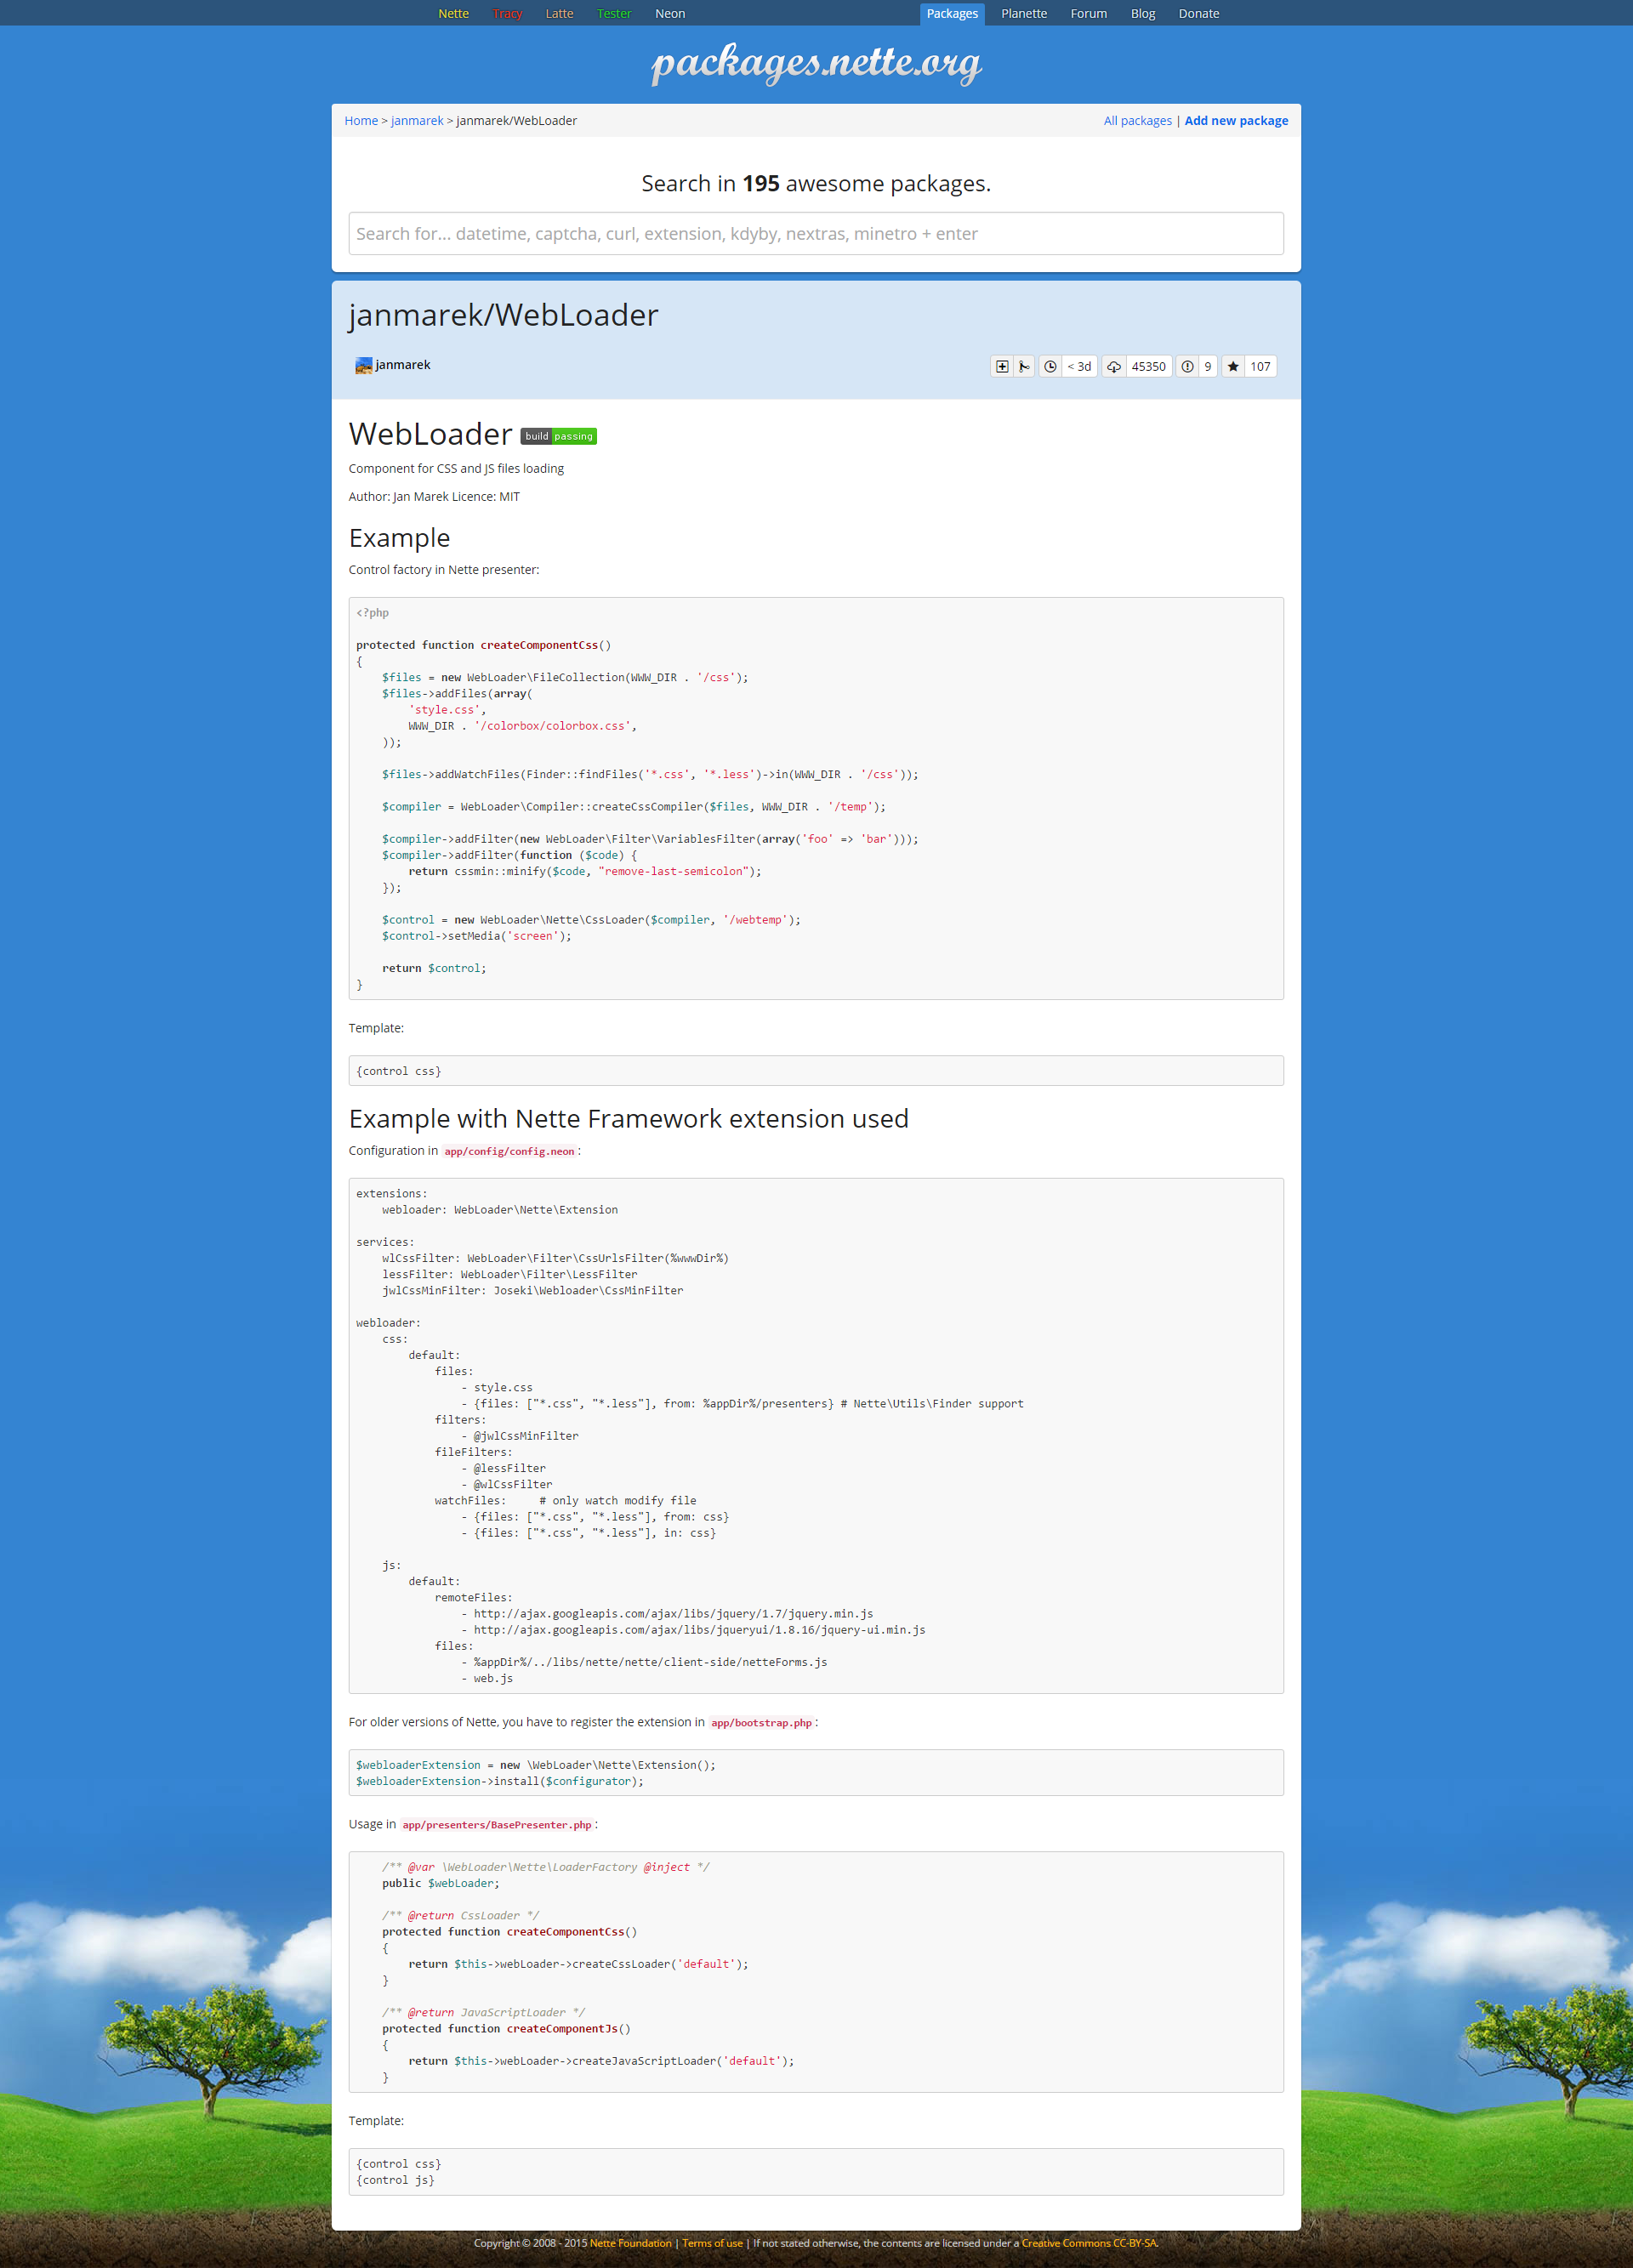 Nette Tracy Latte Tester Neon Packages Planette Forum Blog Donate
packages.nette.org
Home > janmarek > janmarek/WebLoader All packages | Add new package
Search in 195 awesome packages.
Search for... datetime, captcha, curl, extension, kdyby, nextras, minetro + enter
janmarek/WebLoader
janmarek < 3d 45350 9 107
WebLoader build passing
Component for CSS and JS files loading
Author: Jan Marek Licence: MIT
Example
Control factory in Nette presenter:
<?php
protected function createComponentCss()
{
    $files = new WebLoader\FileCollection(WWW_DIR . '/css');
    $files->addFiles(array(
        'style.css',
        WWW_DIR . '/colorbox/colorbox.css',
    ));
    $files->addWatchFiles(Finder::findFiles('*.css', '*.less')->in(WWW_DIR . '/css'));
    $compiler = WebLoader\Compiler::createCssCompiler($files, WWW_DIR . '/temp');
    $compiler->addFilter(new WebLoader\Filter\VariablesFilter(array('foo' => 'bar')));
    $compiler->addFilter(function ($code) {
        return cssmin::minify($code, "remove-last-semicolon");
    });
    $control = new WebLoader\Nette\CssLoader($compiler, '/webtemp');
    $control->setMedia('screen');
    return $control;
}
Template:
{control css}
Example with Nette Framework extension used
Configuration in app/config/config.neon:
extensions:
    webloader: WebLoader\Nette\Extension
services:
    wlCssFilter: WebLoader\Filter\CssUrlsFilter(%wwwDir%)
    lessFilter: WebLoader\Filter\LessFilter
    jwlCssMinFilter: Joseki\Webloader\CssMinFilter
webloader:
    css:
        default:
            files:
                - style.css
                - {files: ["*.css", "*.less"], from: %appDir%/presenters} # Nette\Utils\Finder support
            filters:
                - @jwlCssMinFilter
            fileFilters:
                - @lessFilter
                - @wlCssFilter
            watchFiles:     # only watch modify file
                - {files: ["*.css", "*.less"], from: css}
                - {files: ["*.css", "*.less"], in: css}
    js:
        default:
            remoteFiles:
                - http://ajax.googleapis.com/ajax/libs/jquery/1.7/jquery.min.js
                - http://ajax.googleapis.com/ajax/libs/jqueryui/1.8.16/jquery-ui.min.js
            files:
                - %appDir%/../libs/nette/nette/client-side/netteForms.js
                - web.js
For older versions of Nette, you have to register the extension in app/bootstrap.php:
$webloaderExtension = new \WebLoader\Nette\Extension();
$webloaderExtension->install($configurator);
Usage in app/presenters/BasePresenter.php:
    /** @var \WebLoader\Nette\LoaderFactory @inject */
    public $webLoader;
    /** @return CssLoader */
    protected function createComponentCss()
    {
        return $this->webLoader->createCssLoader('default');
    }
    /** @return JavaScriptLoader */
    protected function createComponentJs()
    {
        return $this->webLoader->createJavaScriptLoader('default');
    }
Template:
{control css}
{control js}
Copyright © 2008 - 2015 Nette Foundation | Terms of use | If not stated otherwise, the contents are licensed under a Creative Commons CC-BY-SA.